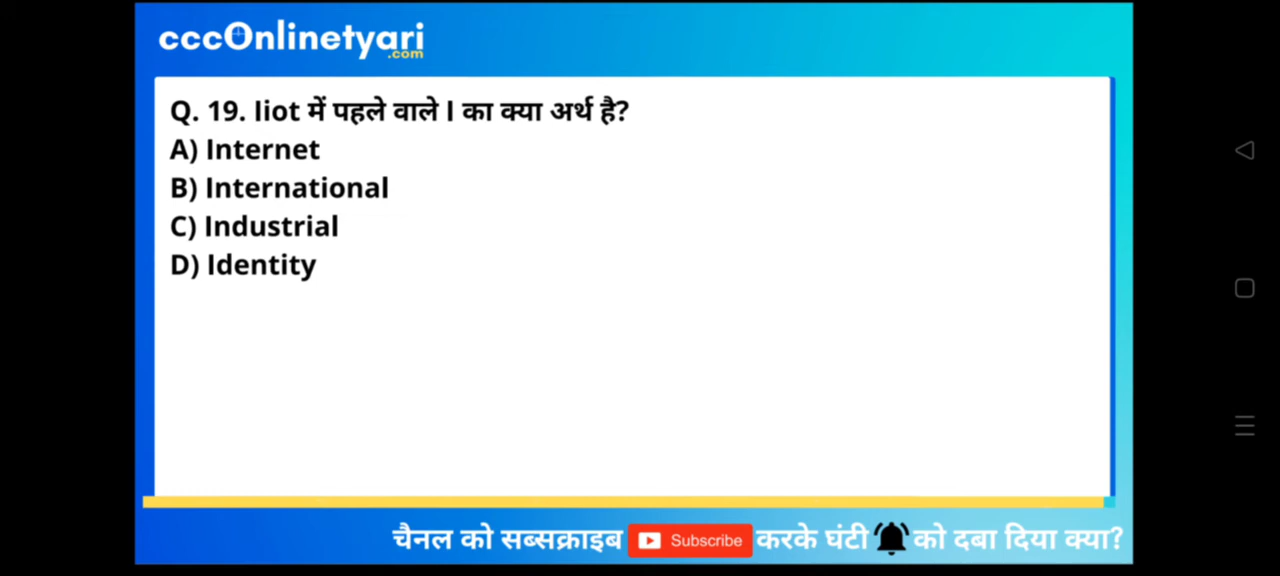 cccOnlinetyari
.com
Q. 19. Iiot में पहले वाले I का क्या अर्थ है?
A) Internet
B) International
C) Industrial
D) Identity
चैनल को सब्सक्राइब Subscribe करके घंटी को दबा दिया क्या?